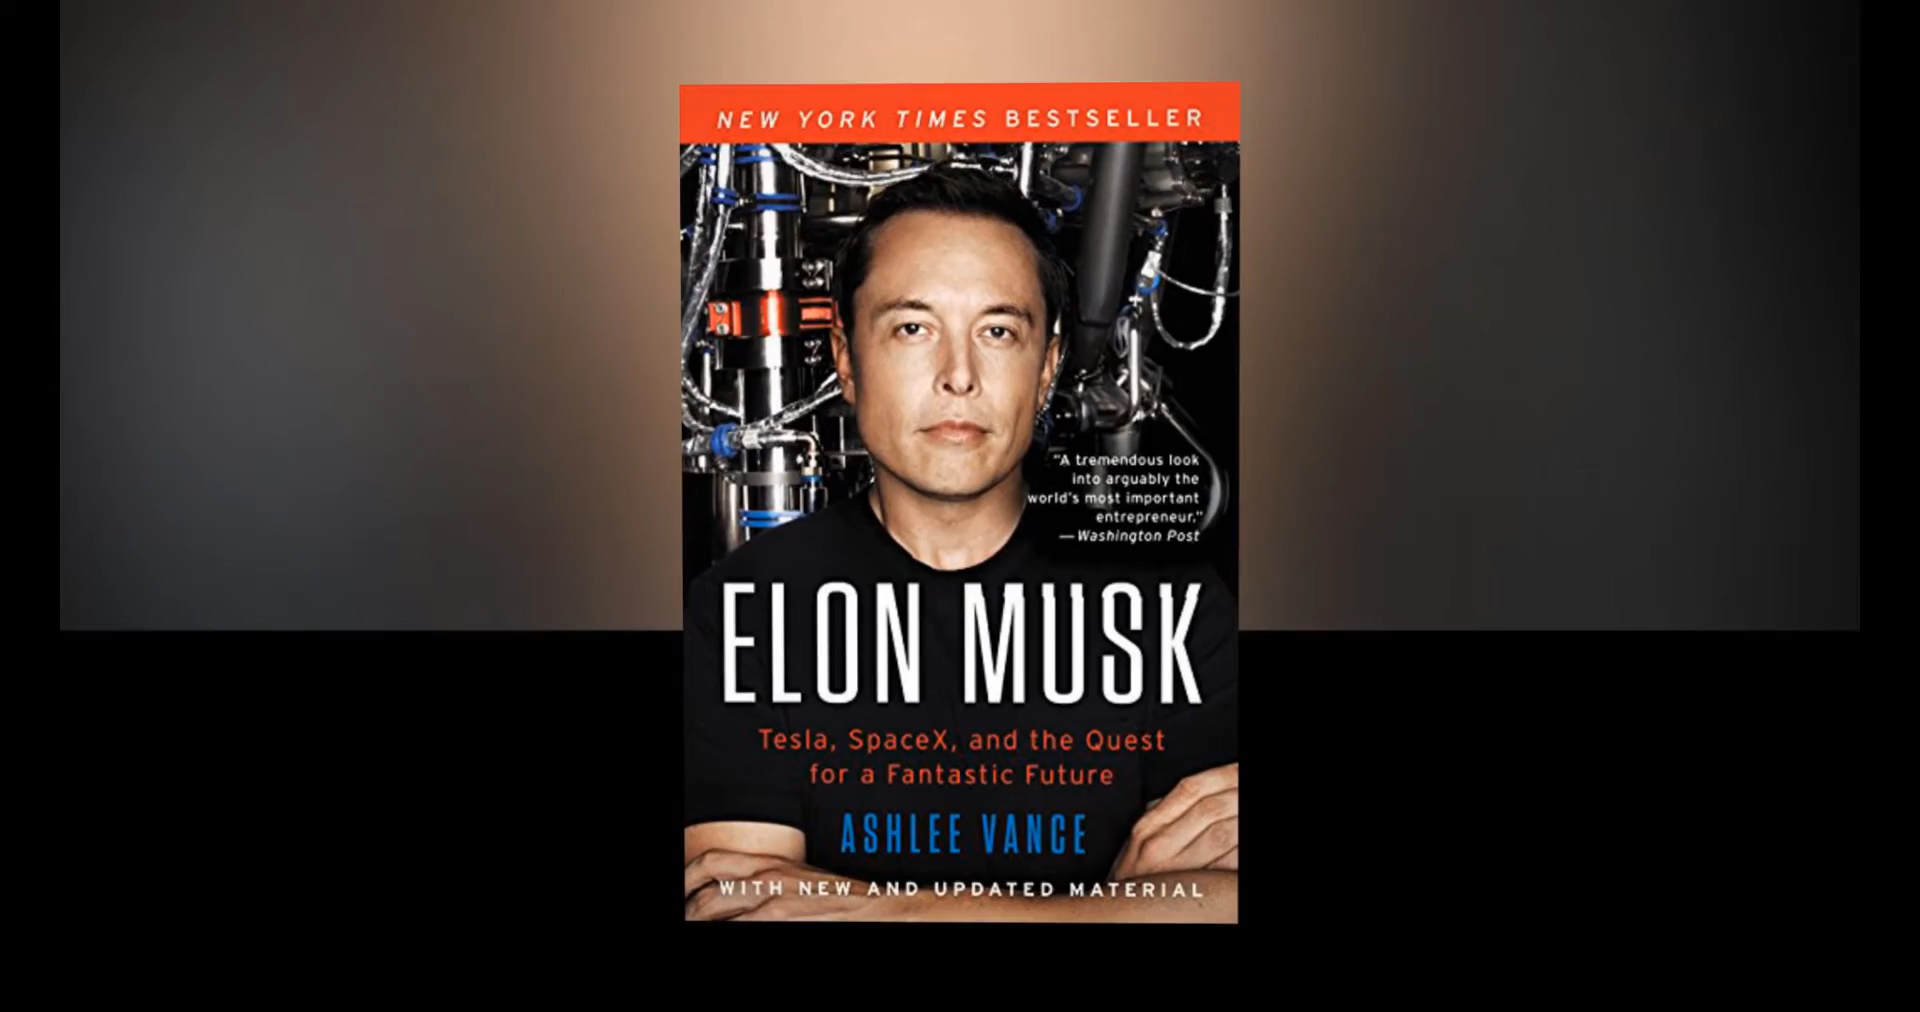 NEW YORK TIMES BESTSELLER
"A tremendous look
into arguably the
world's most important
entrepreneur."
—Washington Post
ELON MUSK
Tesla, SpaceX, and the Quest
for a Fantastic Future
ASHLEE VANCE
WITH NEW AND UPDATED MATERIAL